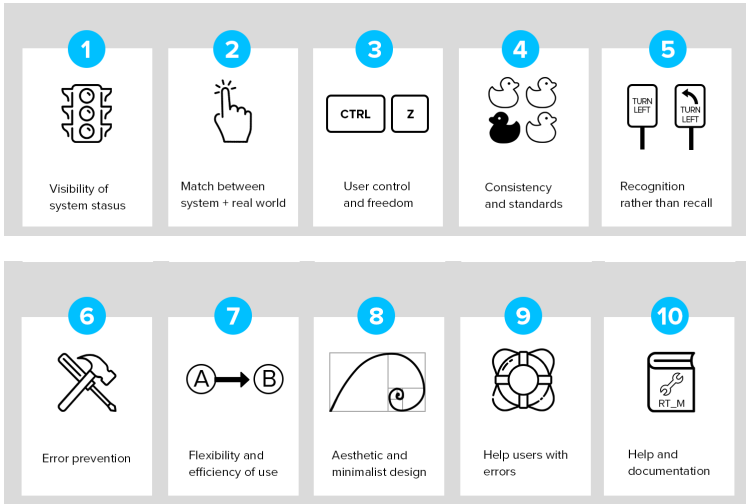 1
2
3
4
5
CTRL
Z
TURN
LEFT
TURN
LEFT
Visibility of
system stasus
Match between
system + real world
User control
and freedom
Consistency
and standards
Recognition
rather than recall
6
7
8
9
10
A
B
RT_M
Error prevention
Flexibility and
efficiency of use
Aesthetic and
minimalist design
Help users with
errors
Help and
documentation